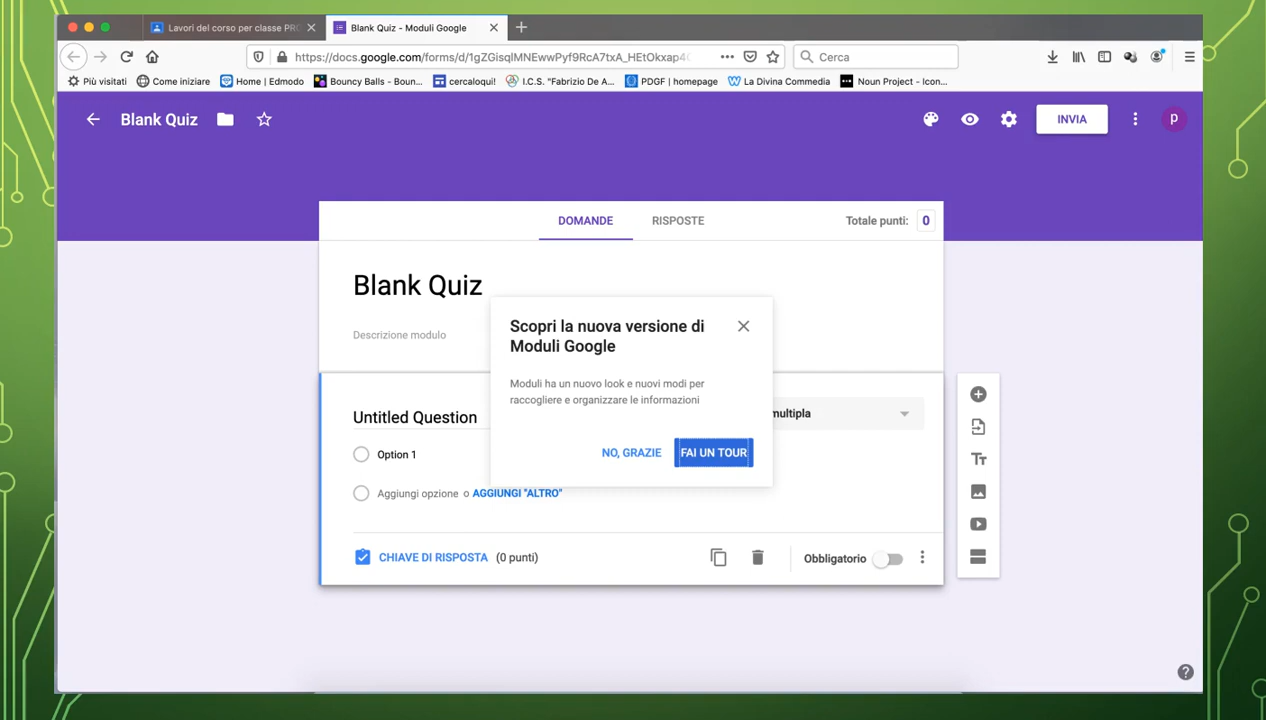 Lavori del corso per classe PRO
Blank Quiz - Moduli Google
https://docs.google.com/forms/d/1gZGisqIMNEwwPyf9RcA7txA_HEtOkxap4
Cerca
Più visitati
Come iniziare
Home | Edmodo
Bouncy Balls - Boun...
cercaloqui!
I.C.S. "Fabrizio De A...
PDGF | homepage
La Divina Commedia
Noun Project - Icon...
Blank Quiz
INVIA
p
DOMANDE
RISPOSTE
Totale punti: 0
Blank Quiz
Descrizione modulo
Scopri la nuova versione di
Moduli Google
Moduli ha un nuovo look e nuovi modi per
raccogliere e organizzare le informazioni
NO, GRAZIE
FAI UN TOUR
Untitled Question
multipla
Option 1
Aggiungi opzione o AGGIUNGI "ALTRO"
CHIAVE DI RISPOSTA (0 punti)
Obbligatorio